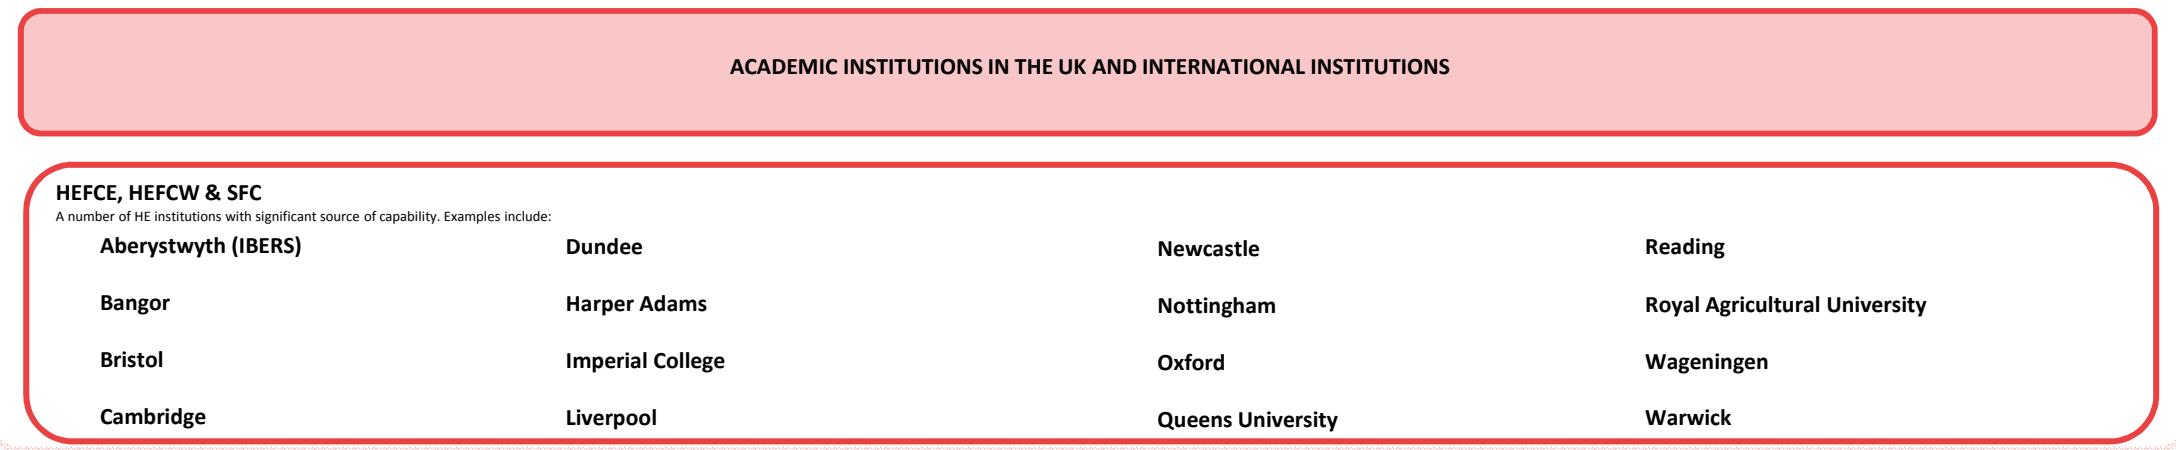 ACADEMIC INSTITUTIONS IN THE UK AND INTERNATIONAL INSTITUTIONS
HEFCE, HEFCW & SFC
A number of HE institutions with significant source of capability. Examples include:
Aberystwyth (IBERS)
Bangor
Bristol
Cambridge
Dundee
Harper Adams
Imperial College
Liverpool
Newcastle
Nottingham
Oxford
Queens University
Reading
Royal Agricultural University
Wageningen
Warwick